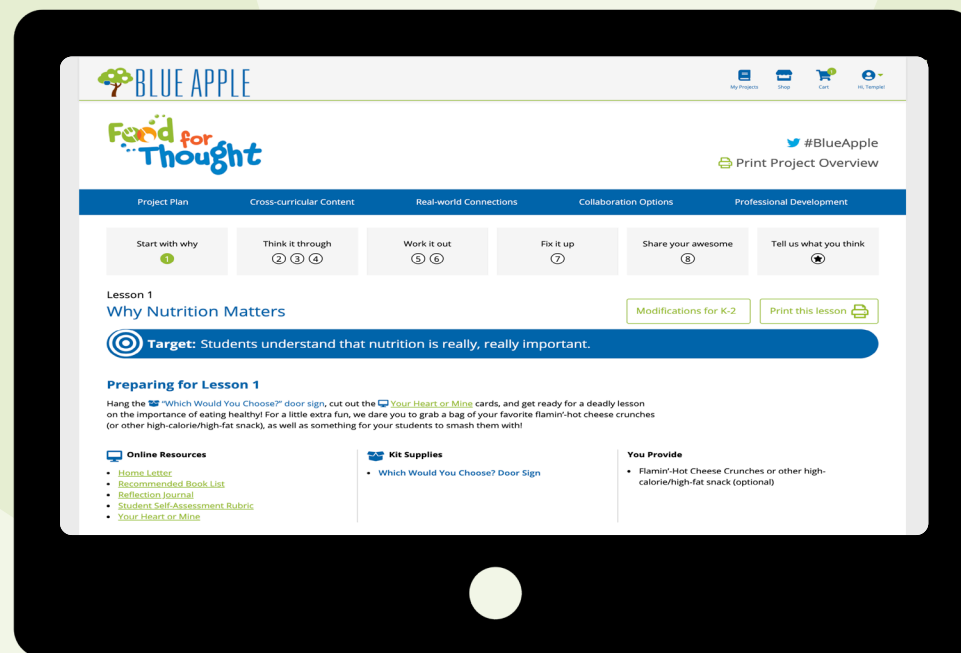 BLUE APPLE
My Projects Shop Cart Hi, Temple!
Food for Thought
#BlueApple
Print Project Overview
Project Plan Cross-curricular Content Real-world Connections Collaboration Options Professional Development
Start with why Think it through Work it out Fix it up Share your awesome Tell us what you think
1 2 3 4 5 6 7 8
Lesson 1
Why Nutrition Matters
Modifications for K-2 Print this lesson
Target: Students understand that nutrition is really, really important.
Preparing for Lesson 1
Hang the "Which Would You Choose?" door sign, cut out the Your Heart or Mine cards, and get ready for a deadly lesson
on the importance of eating healthy! For a little extra fun, we dare you to grab a bag of your favorite flamin'-hot cheese crunches
(or other high-calorie/high-fat snack), as well as something for your students to smash them with!
Online Resources
• Home Letter
• Recommended Book List
• Reflection Journal
• Student Self-Assessment Rubric
• Your Heart or Mine
Kit Supplies
• Which Would You Choose? Door Sign
You Provide
• Flamin'-Hot Cheese Crunches or other high-
calorie/high-fat snack (optional)